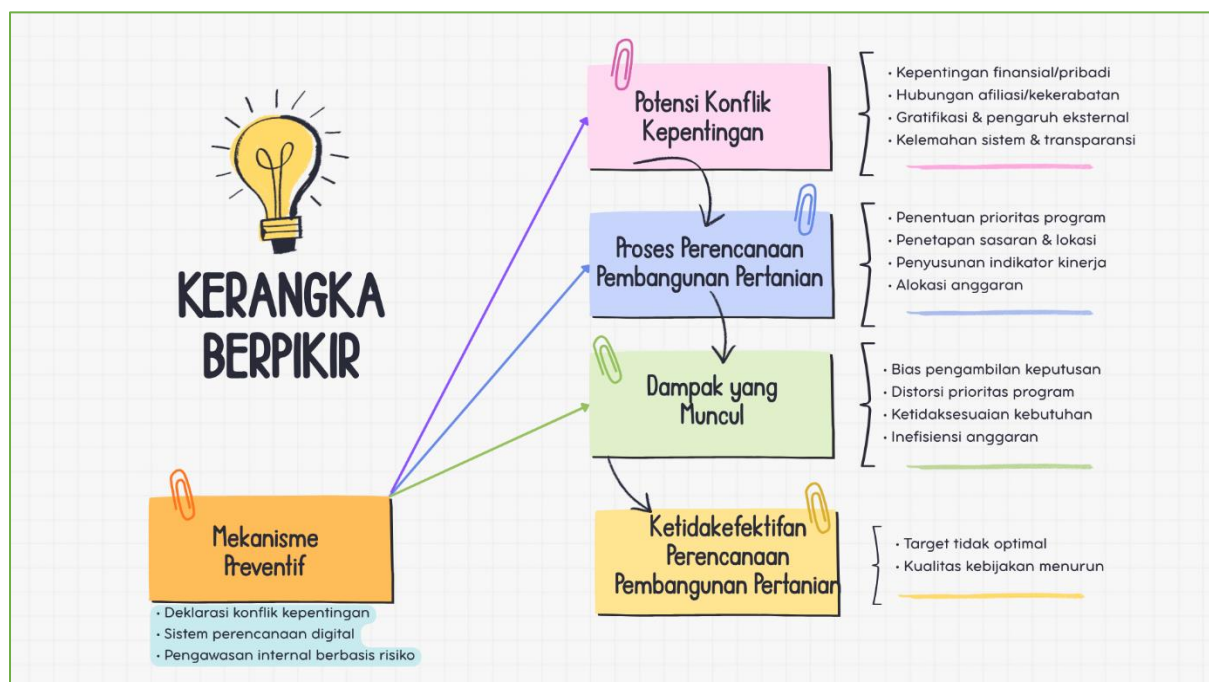 KERANGKA
BERPIKIR
Potensi Konflik
Kepentingan
· Kepentingan finansial/pribadi
· Hubungan afiliasi/kekerabatan
· Gratifikasi & pengaruh eksternal
· Kelemahan sistem & transparansi
Proses Perencanaan
Pembangunan Pertanian
· Penentuan prioritas program
· Penetapan sasaran & lokasi
· Penyusunan indikator kinerja
· Alokasi anggaran
Dampak yang
Muncul
· Bias pengambilan keputusan
· Distorsi prioritas program
· Ketidaksesuaian kebutuhan
· Inefisiensi anggaran
Ketidakefektifan
Perencanaan
Pembangunan Pertanian
· Target tidak optimal
· Kualitas kebijakan menurun
Mekanisme
Preventif
· Deklarasi konflik kepentingan
· Sistem perencanaan digital
· Pengawasan internal berbasis risiko